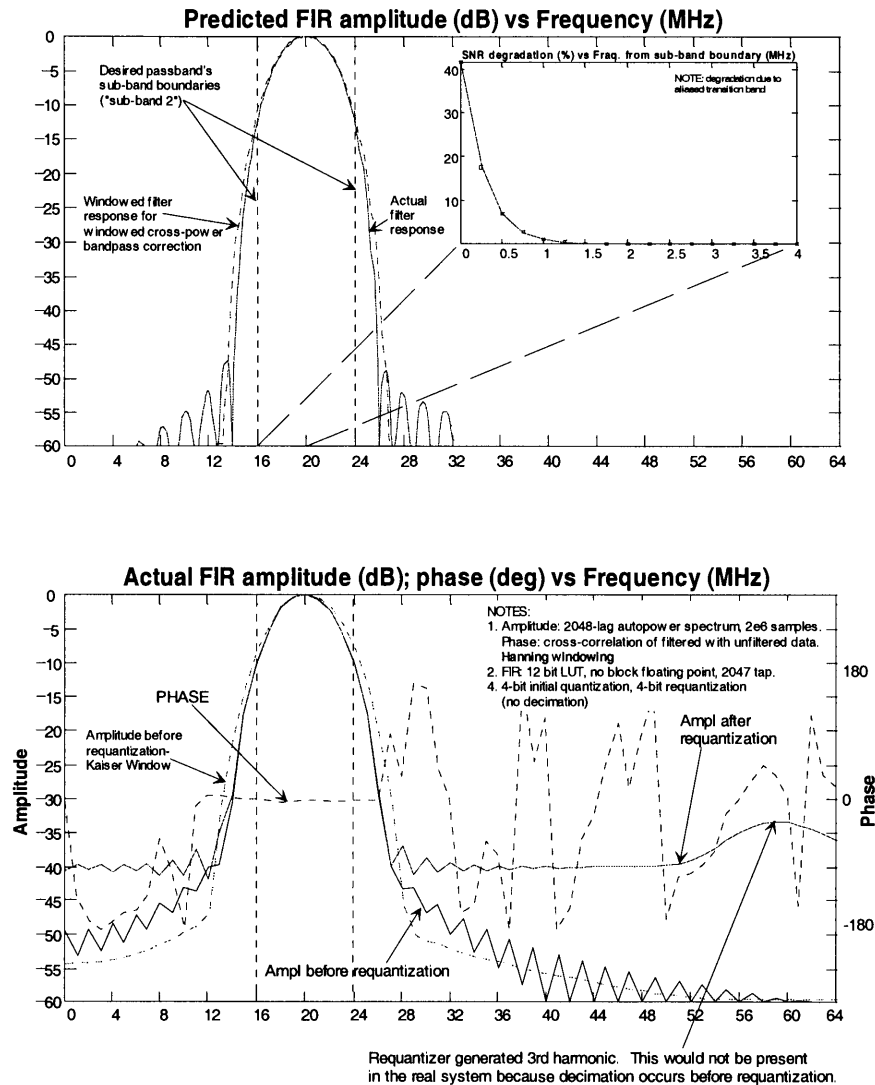 Predicted FIR amplitude (dB) vs Frequency (MHz)
0
−5
−10
−15
−20
−25
−30
−35
−40
−45
−50
−55
−60
Desired passband's
sub-band boundaries
("sub-band 2")
Windowed filter
response for
windowed cross-power
bandpass correction
Actual
filter
response
SNR degradation (%) vs Fraq. from sub-band boundary (MHz)
NOTE: degradation due to
aliased transition band
40
30
20
10
0 0.5 1 1.5 2 2.5 3 3.5 4
0 4 8 12 16 20 24 28 32 36 40 44 48 52 56 60 64
Actual FIR amplitude (dB); phase (deg) vs Frequency (MHz)
0
−5
−10
−15
−20
−25
−30
−35
−40
−45
−50
−55
−60
Amplitude
NOTES:
1. Amplitude: 2048-lag autopower spectrum, 2e6 samples.
Phase: cross-correlation of filtered with unfiltered data.
Hanning windowing
2. FIR: 12 bit LUT, no block floating point, 2047 tap.
4. 4-bit initial quantization, 4-bit requantization
(no decimation)
PHASE
Amplitude before
requantization-
Kaiser Window
Ampl after
requantization
180
0
-180
Phase
Ampl before requantization
0 4 8 12 16 20 24 28 32 36 40 44 48 52 56 60 64
Requantizer generated 3rd harmonic. This would not be present
in the real system because decimation occurs before requantization.